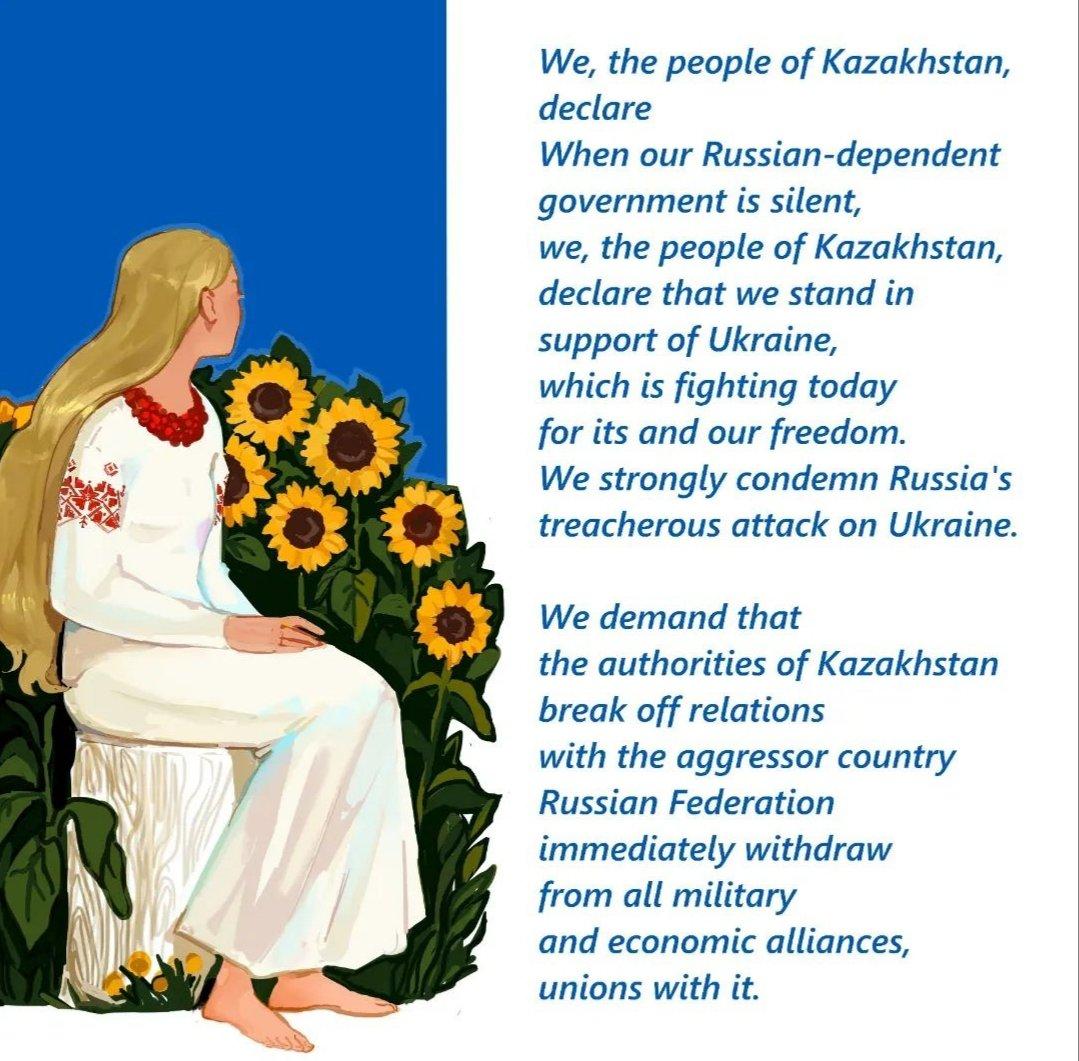 We, the people of Kazakhstan,
declare
When our Russian-dependent
government is silent,
we, the people of Kazakhstan,
declare that we stand in
support of Ukraine,
which is fighting today
for its and our freedom.
We strongly condemn Russia's
treacherous attack on Ukraine.
We demand that
the authorities of Kazakhstan
break off relations
with the aggressor country
Russian Federation
immediately withdraw
from all military
and economic alliances,
unions with it.